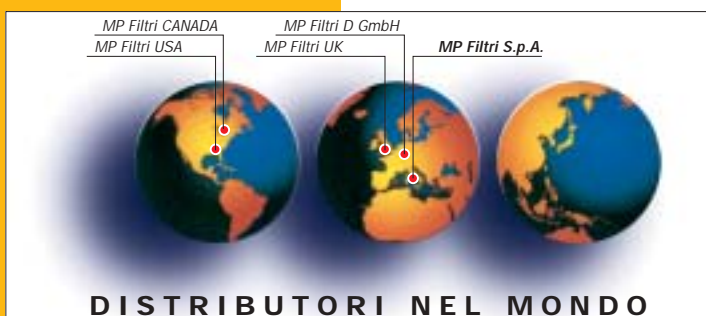 MP Filtri CANADA
MP Filtri USA
MP Filtri D GmbH
MP Filtri UK
MP Filtri S.p.A.
DISTRIBUTORI NEL MONDO